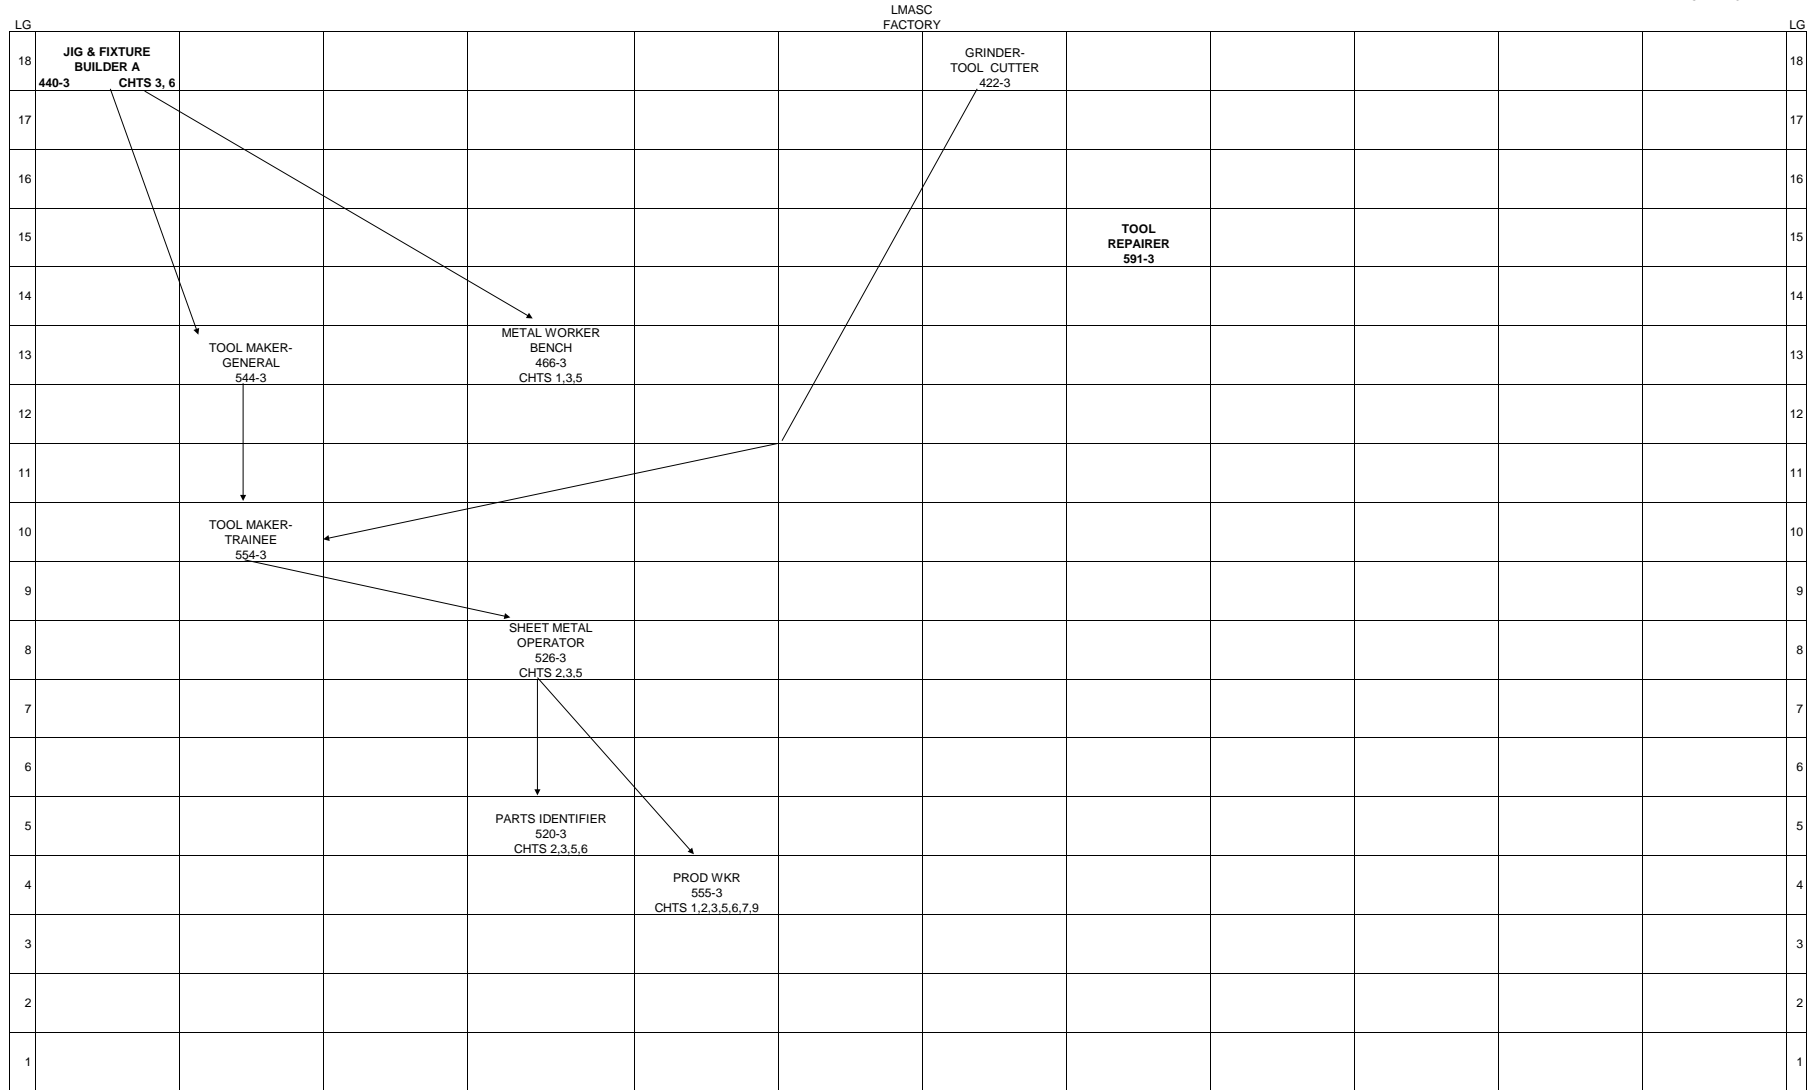 LMASC
FACTORY
LG LG
18 JIG & FIXTURE BUILDER A 440-3 CHTS 3, 6 GRINDER- TOOL CUTTER 422-3 18
17 17
16 16
15 TOOL REPAIRER 591-3 15
14 14
13 TOOL MAKER- GENERAL 544-3 METAL WORKER BENCH 466-3 CHTS 1,3,5 13
12 12
11 11
10 TOOL MAKER- TRAINEE 554-3 10
9 9
8 SHEET METAL OPERATOR 526-3 CHTS 2,3,5 8
7 7
6 6
5 PARTS IDENTIFIER 520-3 CHTS 2,3,5,6 5
4 PROD WKR 555-3 CHTS 1,2,3,5,6,7,9 4
3 3
2 2
1 1